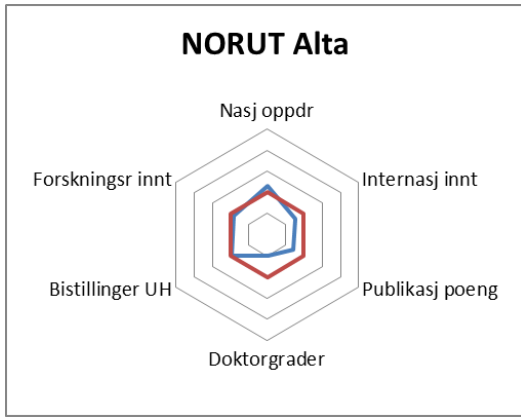 NORUT Alta
Nasj oppdr
Forskningsr innt
Internasj innt
Bistillinger UH
Publikasj poeng
Doktorgrader